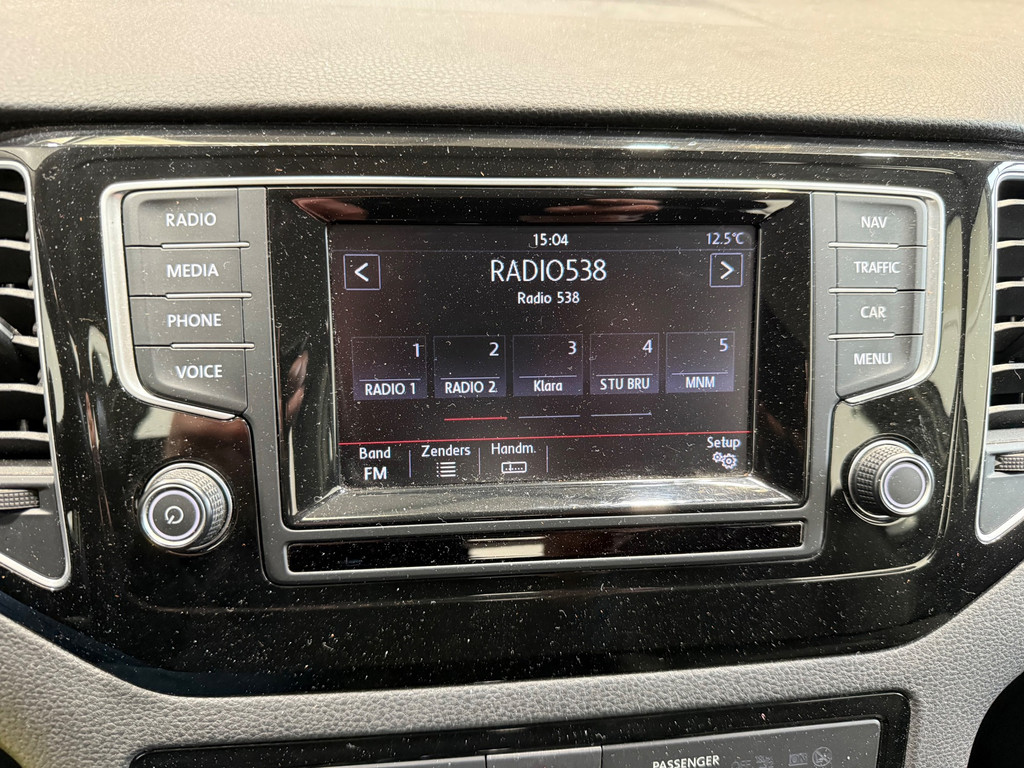 RADIO
MEDIA
PHONE
VOICE
15:04 12.5°C
< RADIO538 >
Radio 538
1 2 3 4 5
RADIO 1 RADIO 2 Klara STU BRU MNM
Band Zenders Handm. Setup
FM
NAV
TRAFFIC
CAR
MENU
PASSENGER